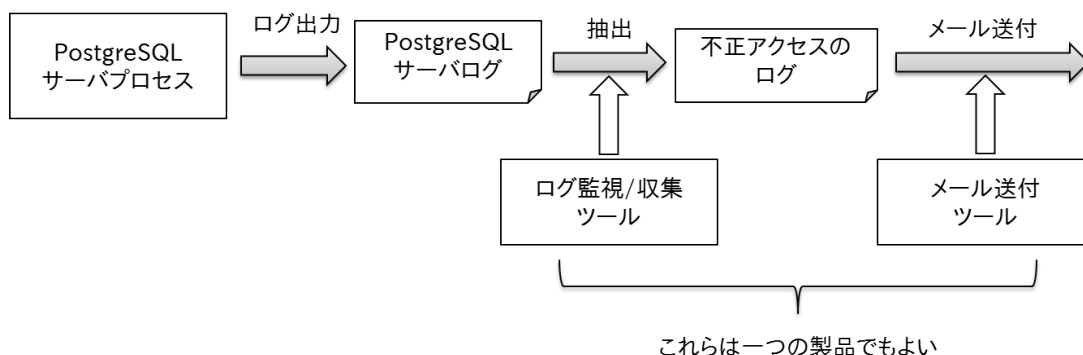 ログ出力
抽出
メール送付
PostgreSQL
サーバプロセス
PostgreSQL
サーバログ
不正アクセスの
ログ
ログ監視/収集
ツール
メール送付
ツール
これらは一つの製品でもよい